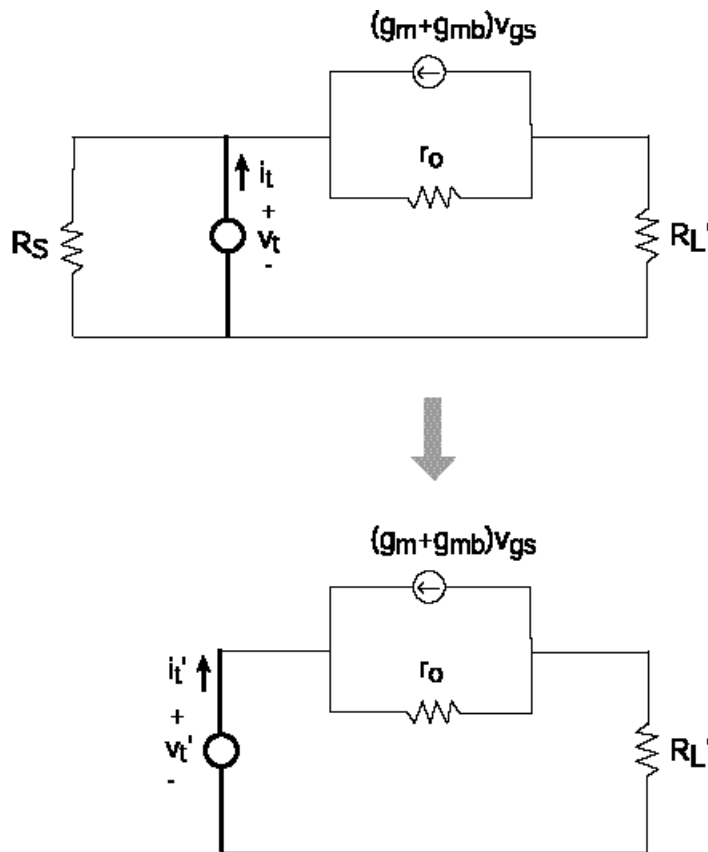 (gm+gmb)vgs
ro
it
+
vt
-
RS
RL'
(gm+gmb)vgs
ro
it'
+
vt'
-
RL'